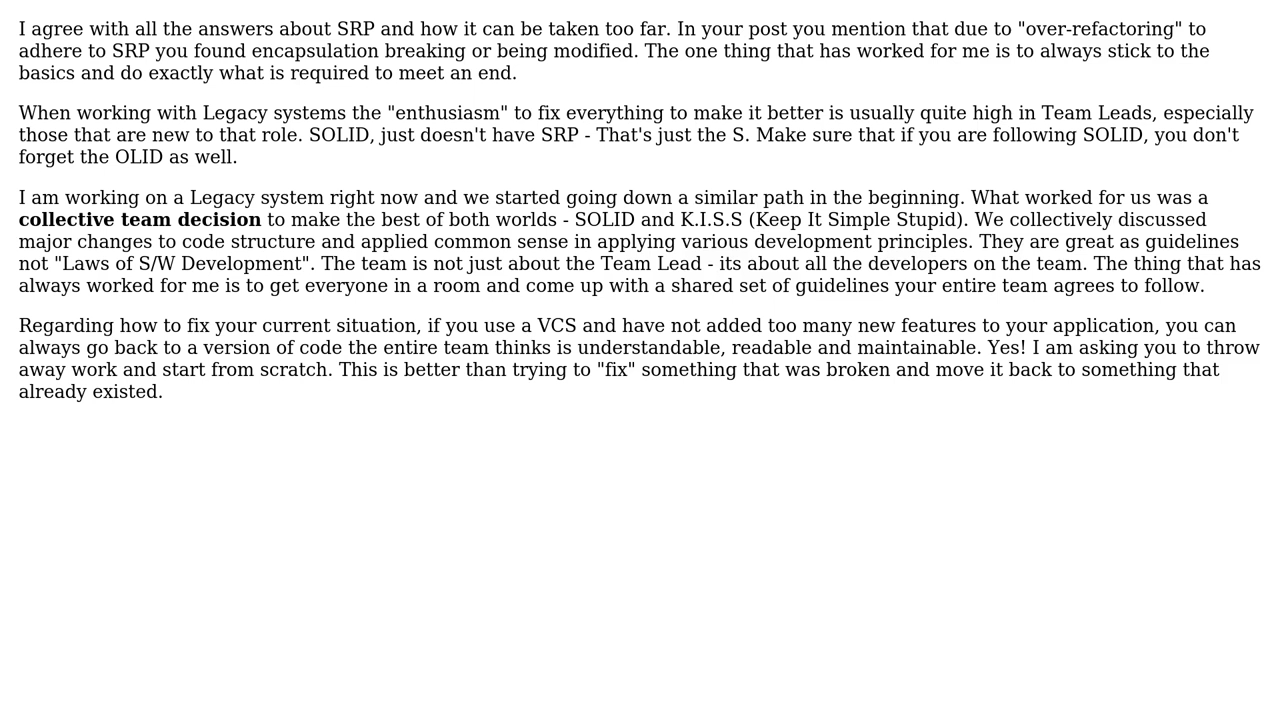 I agree with all the answers about SRP and how it can be taken too far. In your post you mention that due to "over-refactoring" to
adhere to SRP you found encapsulation breaking or being modified. The one thing that has worked for me is to always stick to the
basics and do exactly what is required to meet an end.
When working with Legacy systems the "enthusiasm" to fix everything to make it better is usually quite high in Team Leads, especially
those that are new to that role. SOLID, just doesn't have SRP - That's just the S. Make sure that if you are following SOLID, you don't
forget the OLID as well.
I am working on a Legacy system right now and we started going down a similar path in the beginning. What worked for us was a
collective team decision to make the best of both worlds - SOLID and K.I.S.S (Keep It Simple Stupid). We collectively discussed
major changes to code structure and applied common sense in applying various development principles. They are great as guidelines
not "Laws of S/W Development". The team is not just about the Team Lead - its about all the developers on the team. The thing that has
always worked for me is to get everyone in a room and come up with a shared set of guidelines your entire team agrees to follow.
Regarding how to fix your current situation, if you use a VCS and have not added too many new features to your application, you can
always go back to a version of code the entire team thinks is understandable, readable and maintainable. Yes! I am asking you to throw
away work and start from scratch. This is better than trying to "fix" something that was broken and move it back to something that
already existed.